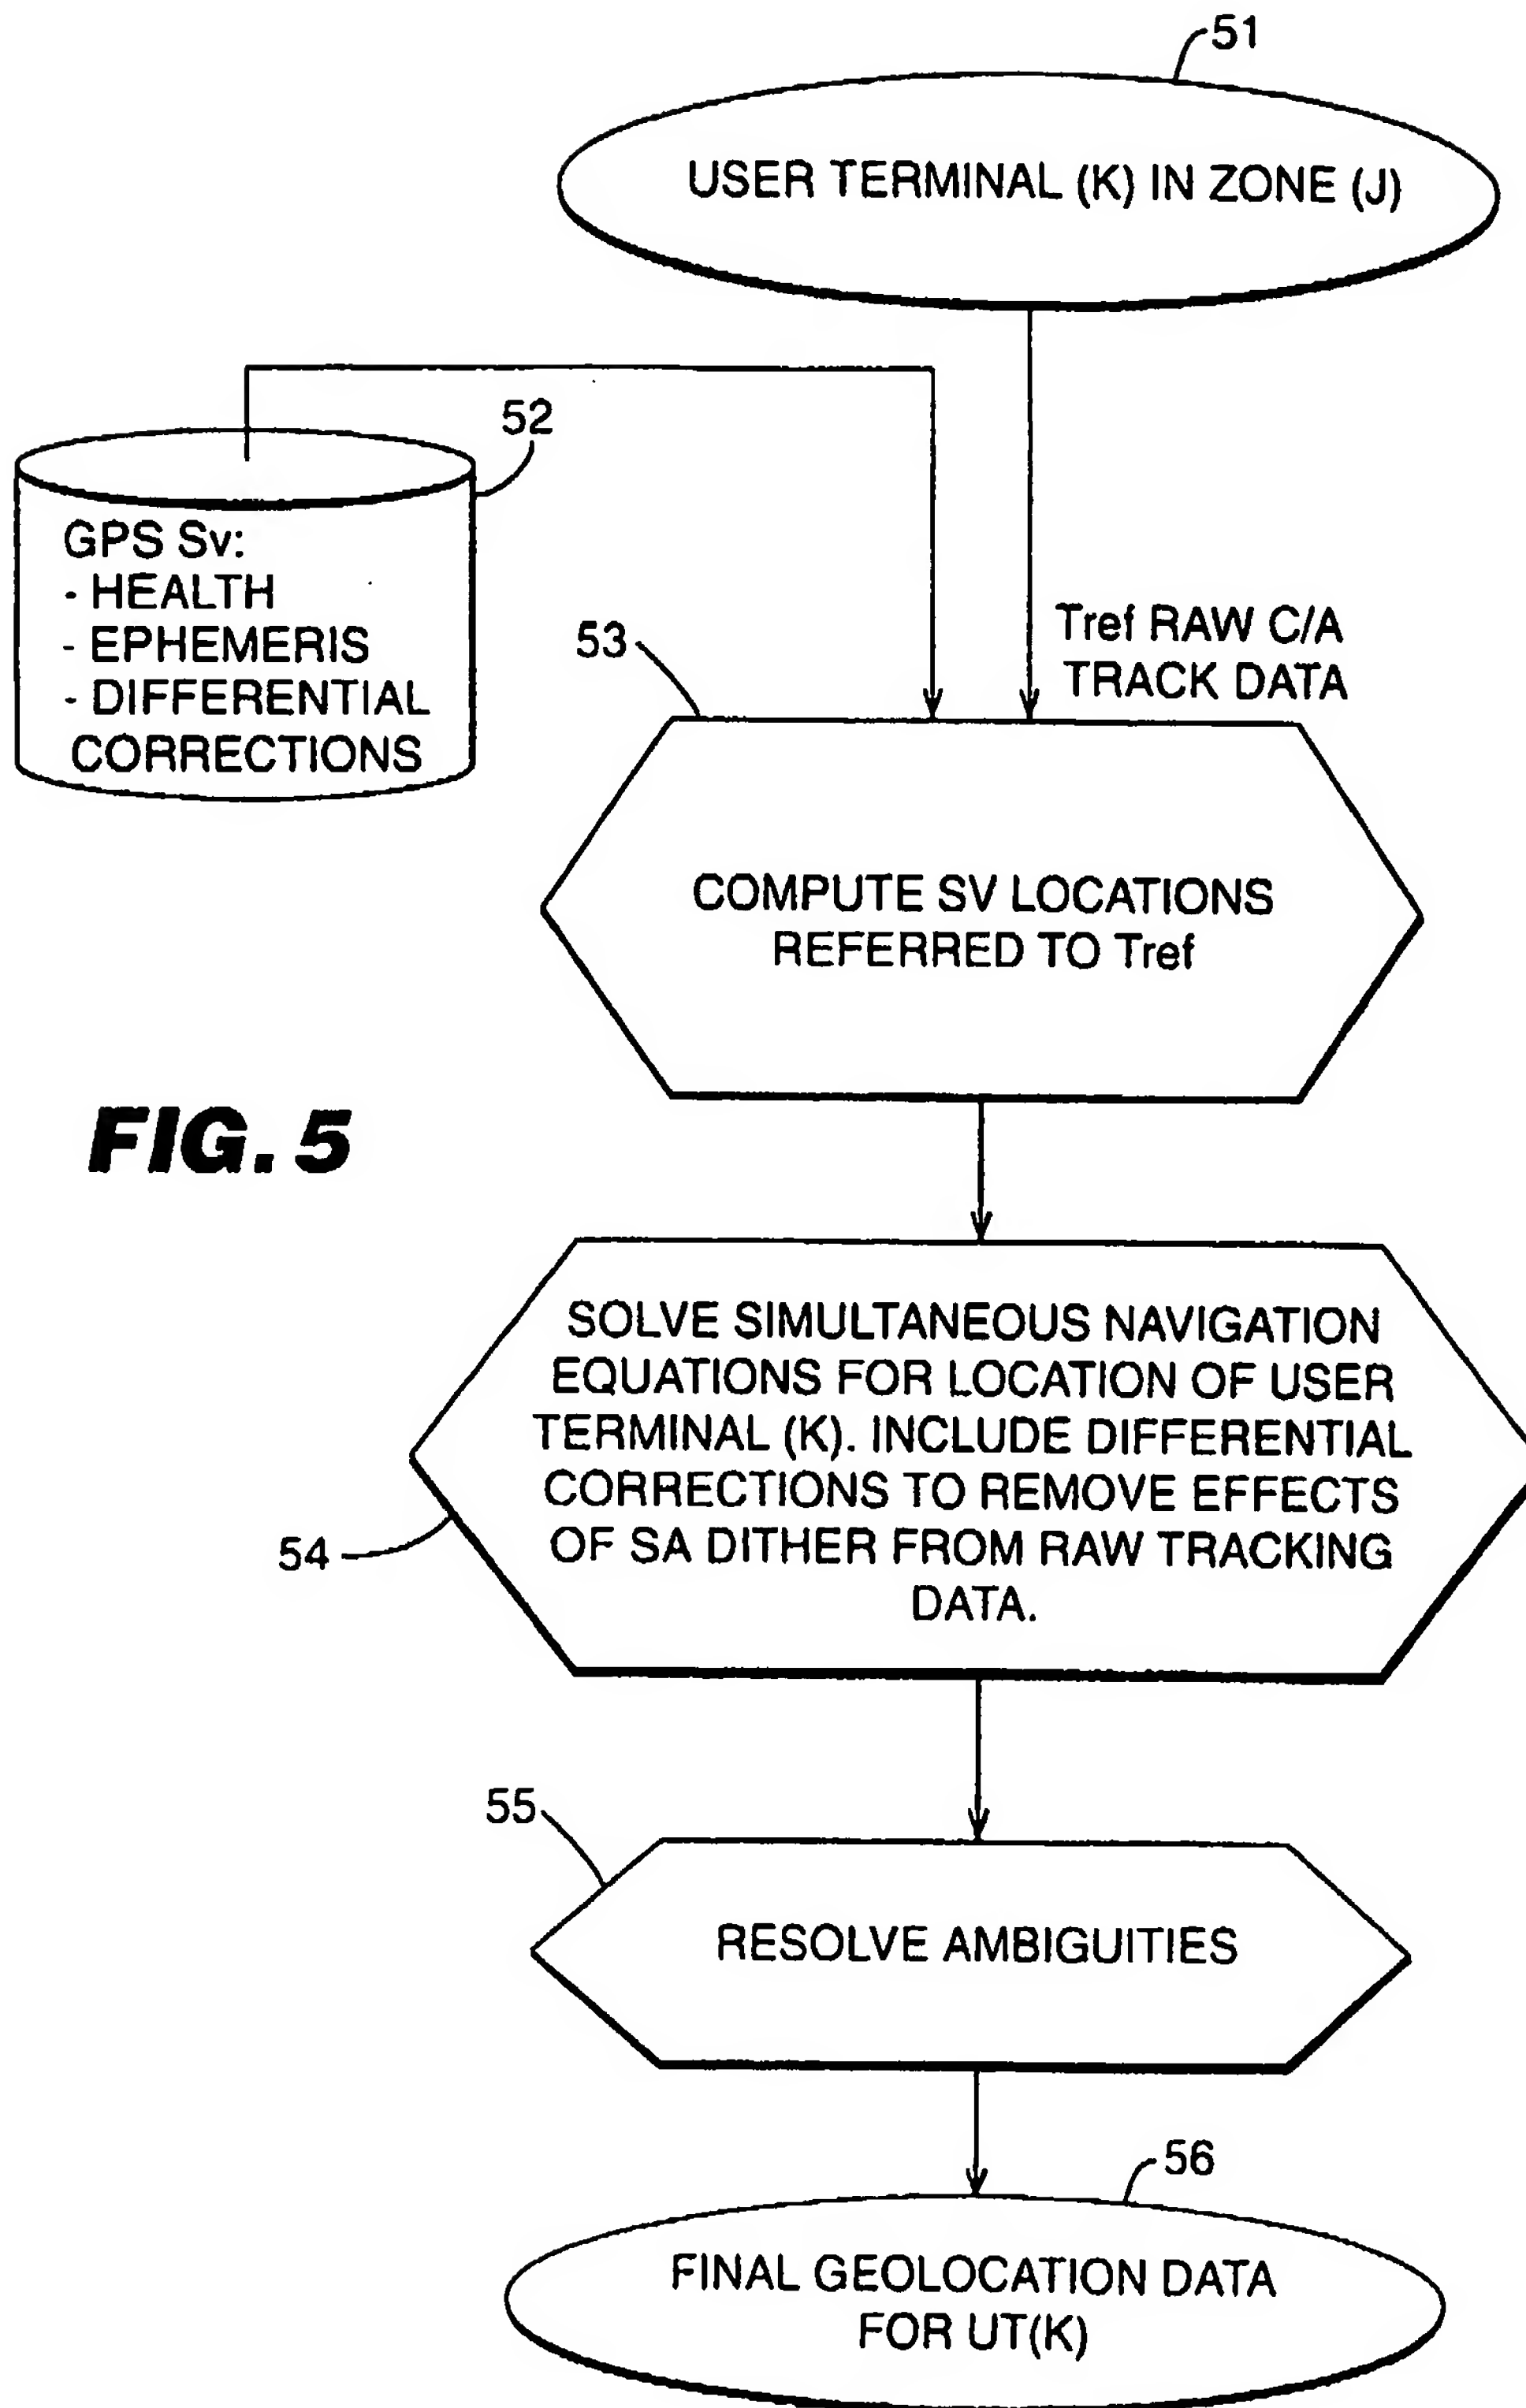 51
USER TERMINAL (K) IN ZONE (J)
52
GPS Sv:
- HEALTH
- EPHEMERIS
- DIFFERENTIAL
CORRECTIONS
53
Tref RAW C/A
TRACK DATA
COMPUTE SV LOCATIONS
REFERRED TO Tref
FIG. 5
SOLVE SIMULTANEOUS NAVIGATION
EQUATIONS FOR LOCATION OF USER
TERMINAL (K). INCLUDE DIFFERENTIAL
CORRECTIONS TO REMOVE EFFECTS
OF SA DITHER FROM RAW TRACKING
DATA.
54
55
RESOLVE AMBIGUITIES
56
FINAL GEOLOCATION DATA
FOR UT(K)